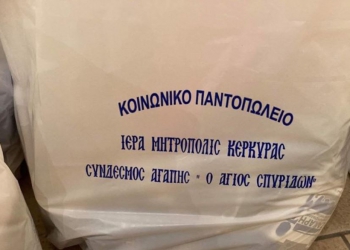 ΚΟΙΝΩΝΙΚΟ ΠΑΝΤΟΠΩΛΕΙΟ
ΙΕΡΑ ΜΗΤΡΟΠΟΛΙΣ ΚΕΡΚΥΡΑΣ
ΣΥΝΔΕΣΜΟΣ ΑΓΑΠΗΣ • Ο ΑΓΙΟΣ ΣΠΥΡΙΔΩΝ